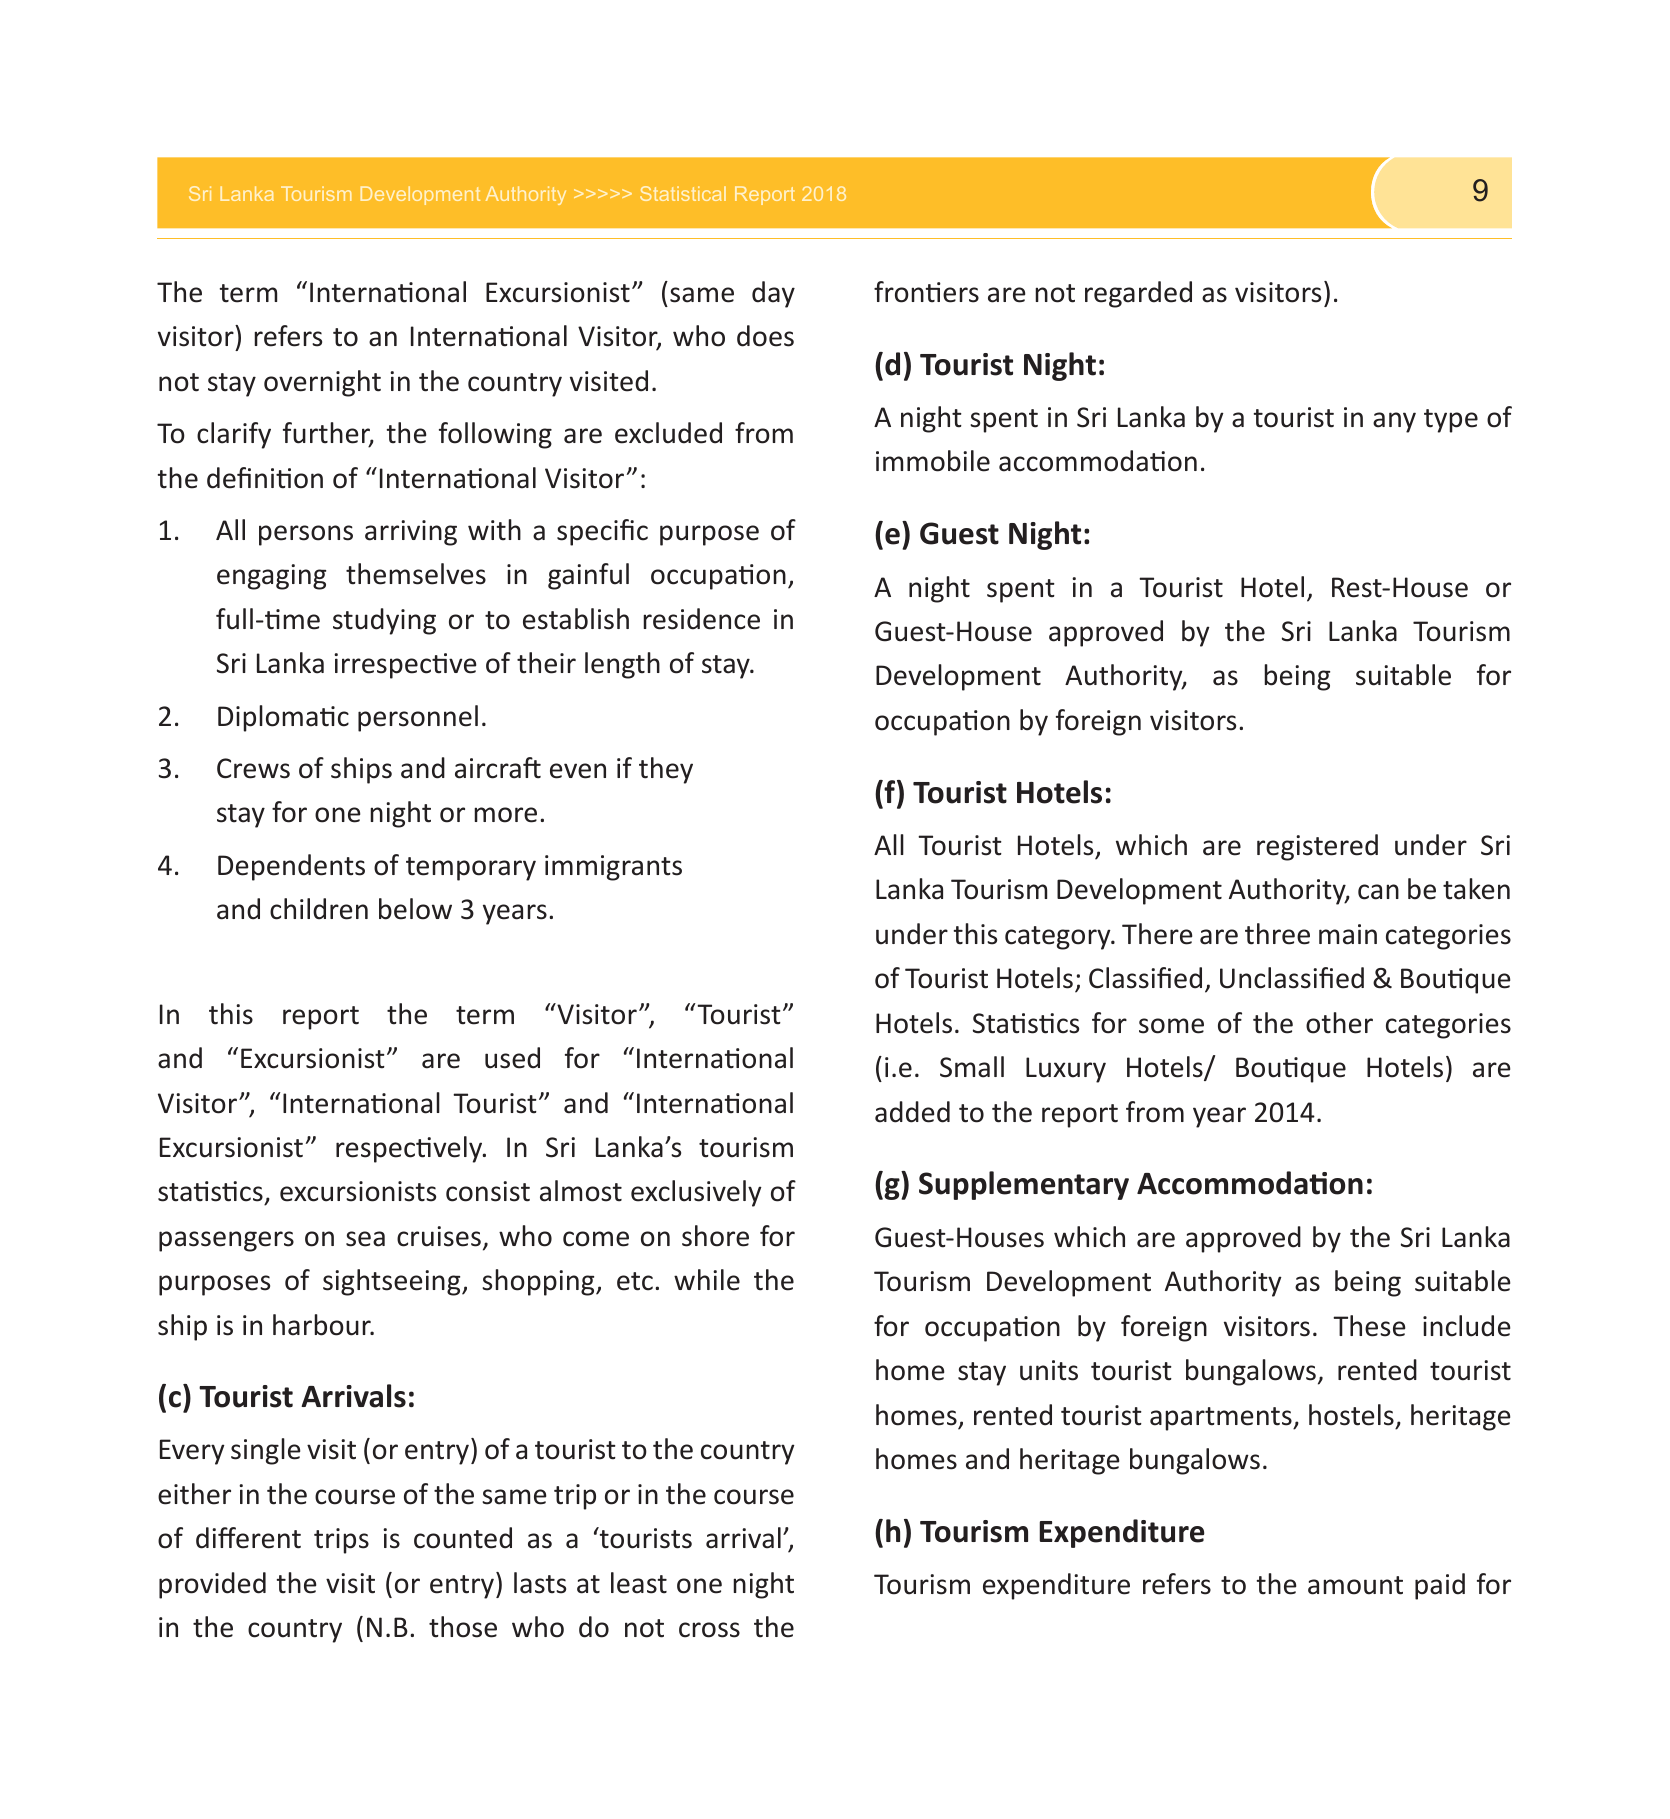 Sri Lanka Tourism Development Authority >>>>> Statistical Report 2018
9
The term “International Excursionist” (same day
visitor) refers to an International Visitor, who does
not stay overnight in the country visited.
To clarify further, the following are excluded from
the definition of “International Visitor”:
1. All persons arriving with a specific purpose of
engaging themselves in gainful occupation,
full-time studying or to establish residence in
Sri Lanka irrespective of their length of stay.
2. Diplomatic personnel.
3. Crews of ships and aircraft even if they
stay for one night or more.
4. Dependents of temporary immigrants
and children below 3 years.
In this report the term “Visitor”, “Tourist”
and “Excursionist” are used for “International
Visitor”, “International Tourist” and “International
Excursionist” respectively. In Sri Lanka’s tourism
statistics, excursionists consist almost exclusively of
passengers on sea cruises, who come on shore for
purposes of sightseeing, shopping, etc. while the
ship is in harbour.
(c) Tourist Arrivals:
Every single visit (or entry) of a tourist to the country
either in the course of the same trip or in the course
of different trips is counted as a ‘tourists arrival’,
provided the visit (or entry) lasts at least one night
in the country (N.B. those who do not cross the
frontiers are not regarded as visitors).
(d) Tourist Night:
A night spent in Sri Lanka by a tourist in any type of
immobile accommodation.
(e) Guest Night:
A night spent in a Tourist Hotel, Rest-House or
Guest-House approved by the Sri Lanka Tourism
Development Authority, as being suitable for
occupation by foreign visitors.
(f) Tourist Hotels:
All Tourist Hotels, which are registered under Sri
Lanka Tourism Development Authority, can be taken
under this category. There are three main categories
of Tourist Hotels; Classified, Unclassified & Boutique
Hotels. Statistics for some of the other categories
(i.e. Small Luxury Hotels/ Boutique Hotels) are
added to the report from year 2014.
(g) Supplementary Accommodation:
Guest-Houses which are approved by the Sri Lanka
Tourism Development Authority as being suitable
for occupation by foreign visitors. These include
home stay units tourist bungalows, rented tourist
homes, rented tourist apartments, hostels, heritage
homes and heritage bungalows.
(h) Tourism Expenditure
Tourism expenditure refers to the amount paid for